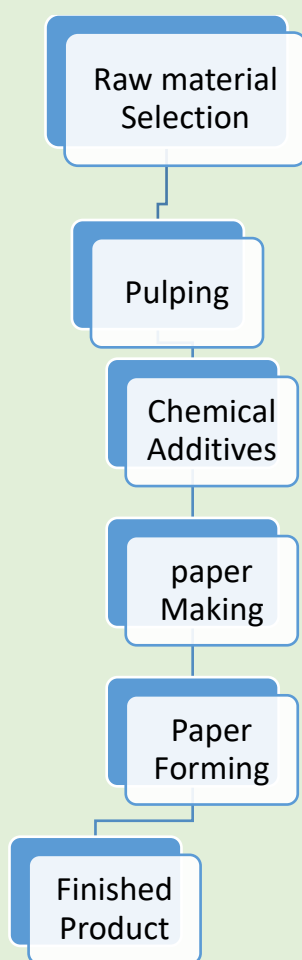 Raw material
Selection
Pulping
Chemical
Additives
paper
Making
Paper
Forming
Finished
Product